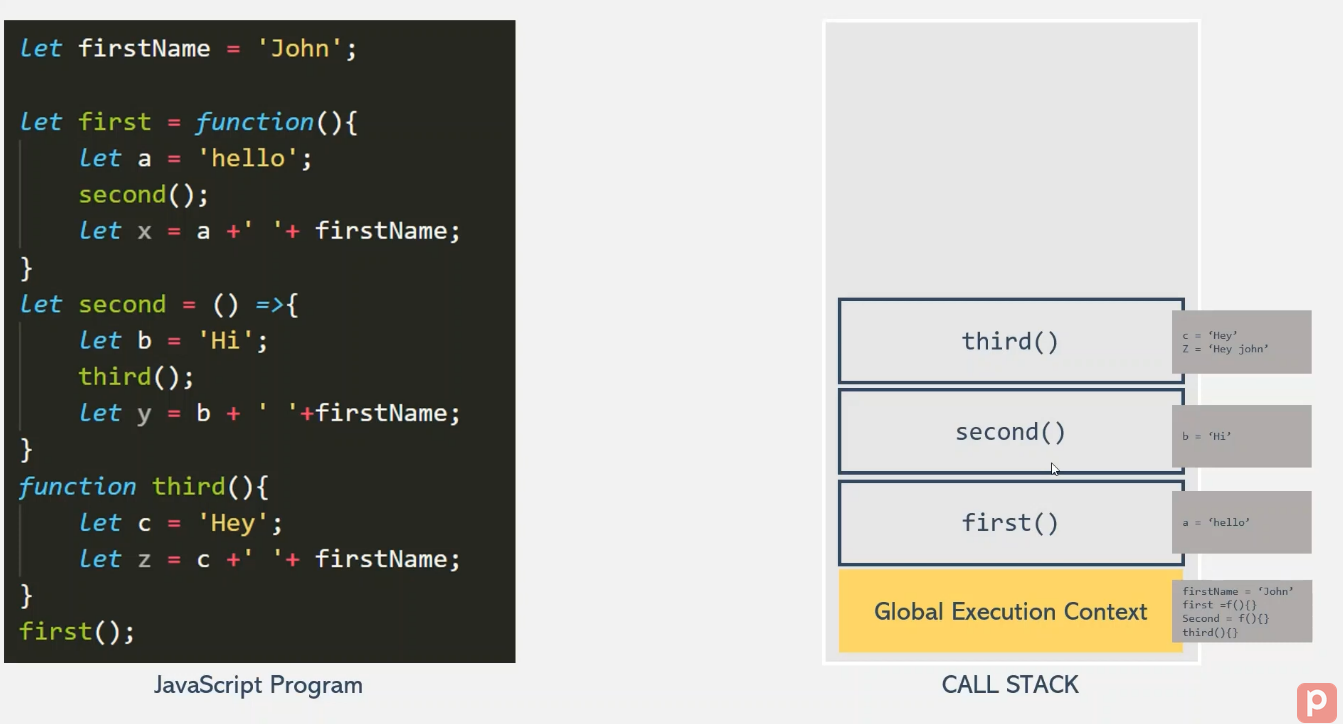 let firstName = 'John';
let first = function(){
let a = 'hello';
second();
let x = a +' '+ firstName;
}
let second = () =>{
let b = 'Hi';
third();
let y = b + ' '+firstName;
}
function third(){
let c = 'Hey';
let z = c +' '+ firstName;
}
first();
JavaScript Program
third()
c = ‘Hey’
Z = ‘Hey john’
second()
b = ‘Hi’
first()
a = ‘hello’
Global Execution Context
firstName = ‘John’
first =f(){}
Second = f(){}
third(){}
CALL STACK
p